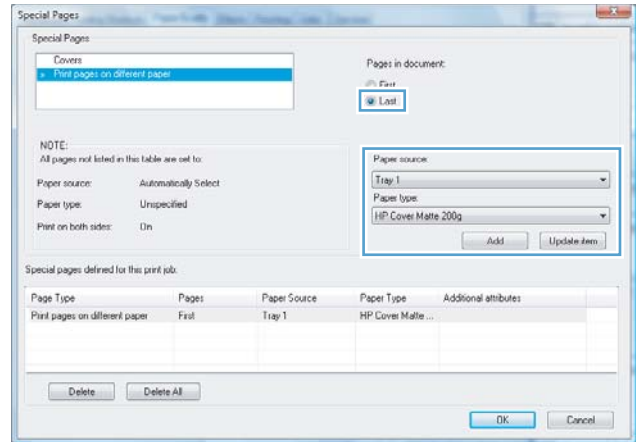 Special Pages
Special Pages
Covers
Print pages on different paper
Pages in document:
First
Last
NOTE:
All pages not listed in this table are set to:
Paper source: Automatically Select
Paper type: Unspecified
Print on both sides: On
Paper source:
Tray 1
Paper type:
HP Cover Matte 200g
Add Update item
Special pages defined for this print job:
Page Type Pages Paper Source Paper Type Additional attributes
Print pages on different paper First Tray 1 HP Cover Matte ...
Delete Delete All
OK Cancel